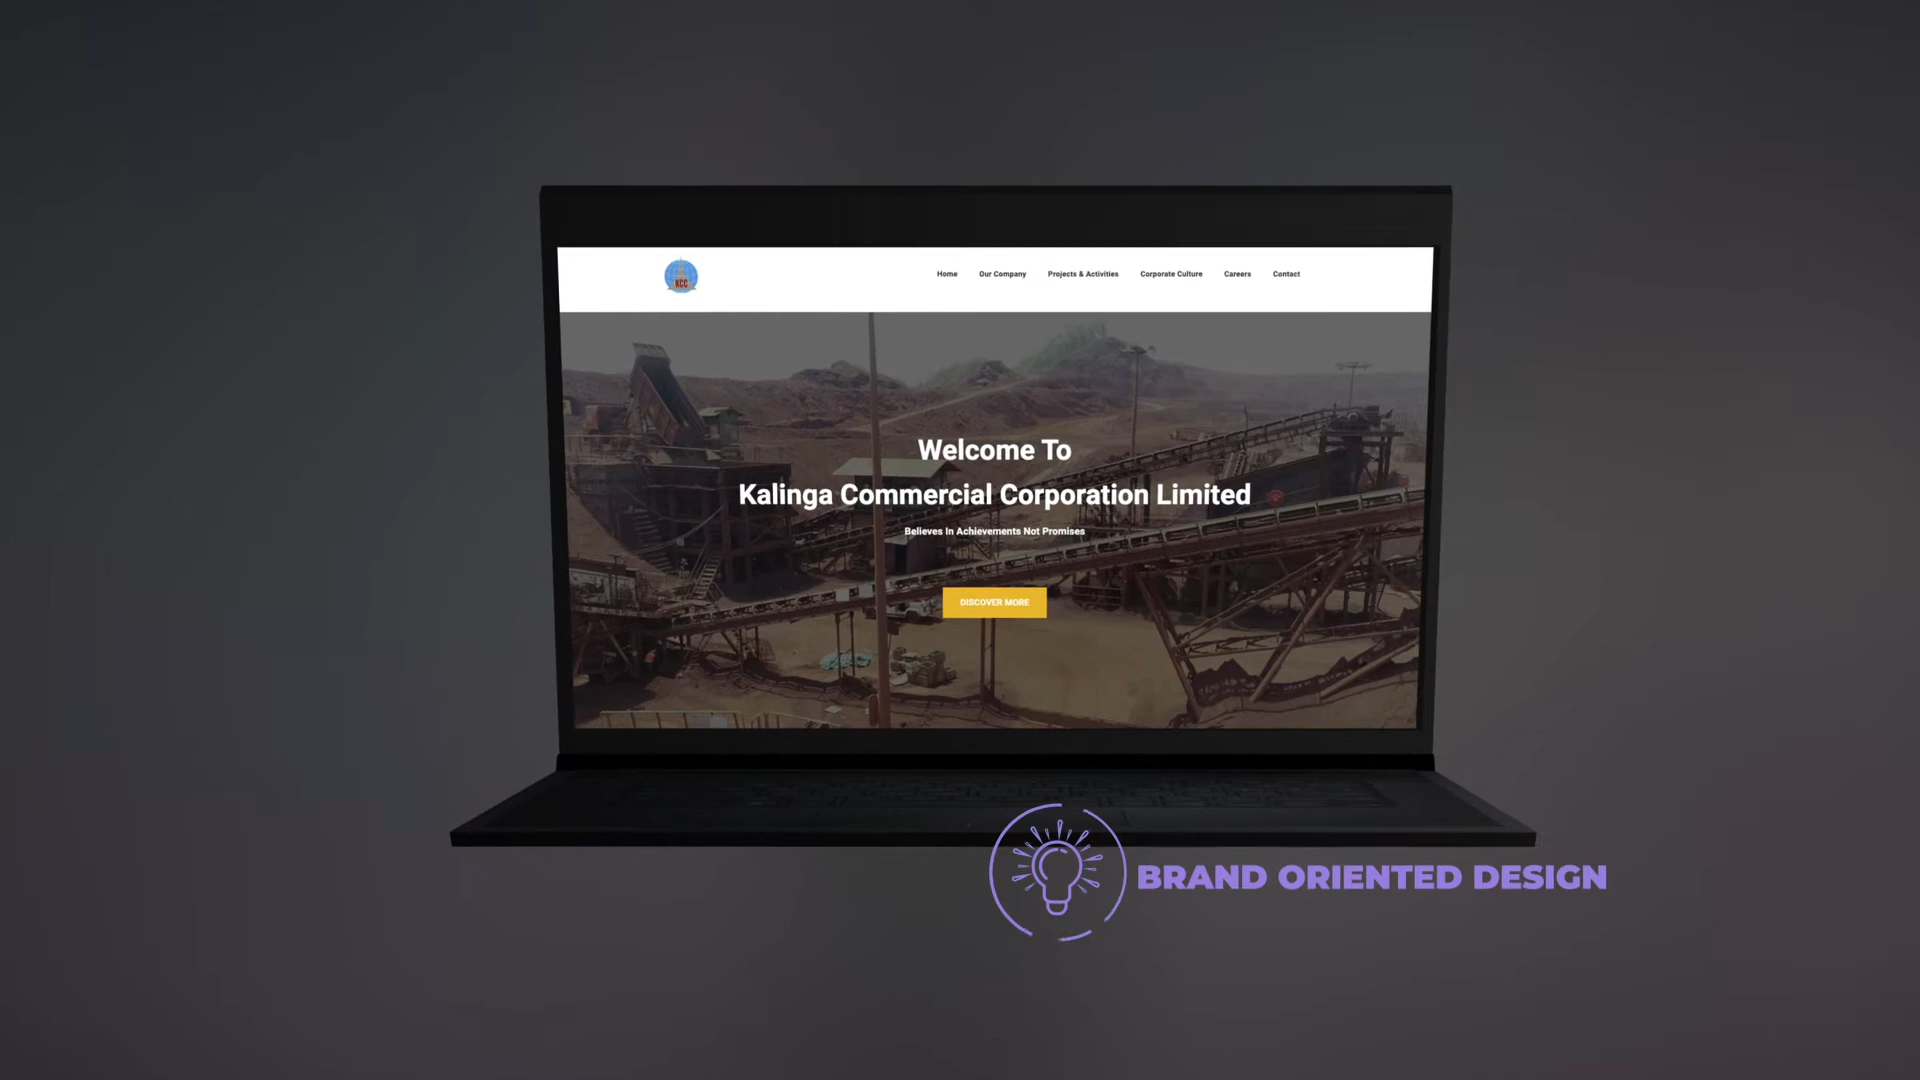 KCC
Home Our Company Projects & Activities Corporate Culture Careers Contact
Welcome To
Kalinga Commercial Corporation Limited
Believes In Achievements Not Promises
DISCOVER MORE
BRAND ORIENTED DESIGN